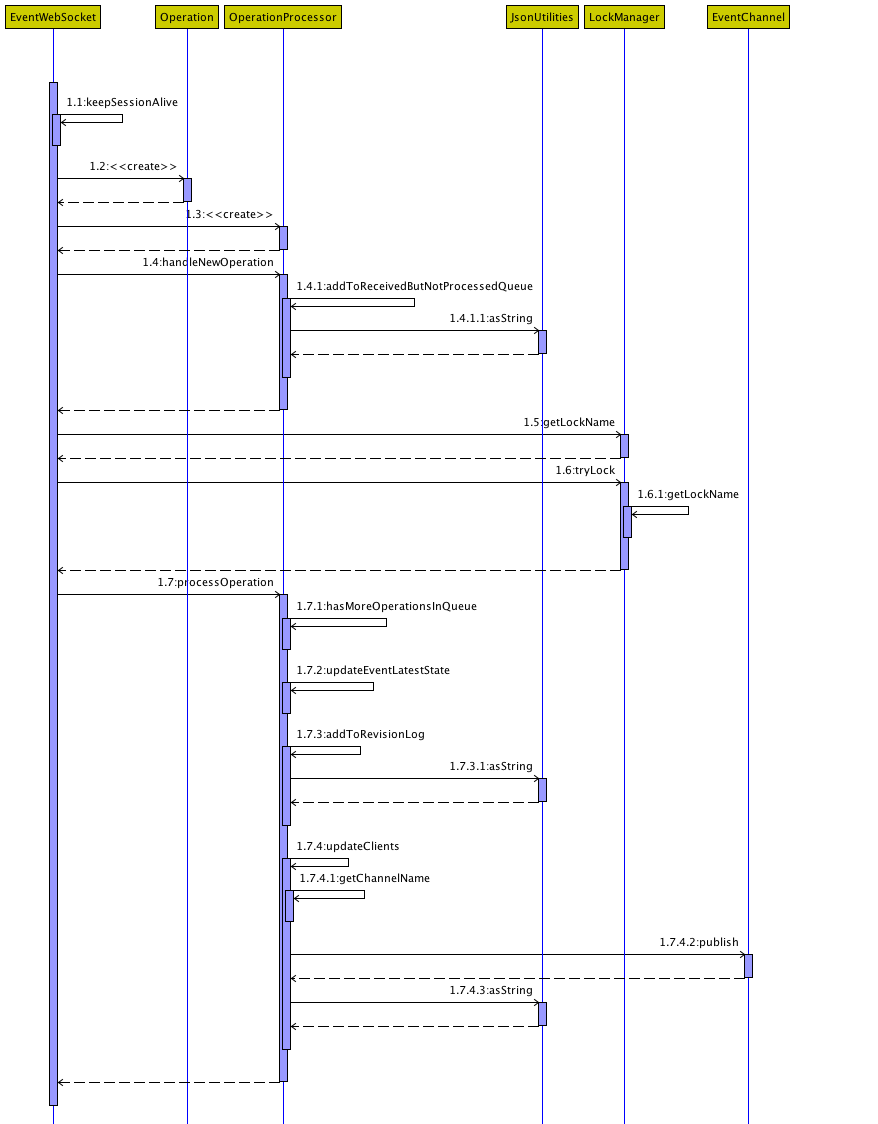 EventWebSocket
Operation
OperationProcessor
JsonUtilities
LockManager
EventChannel
1.1:keepSessionAlive
1.2:<<create>>
1.3:<<create>>
1.4:handleNewOperation
1.4.1:addToReceivedButNotProcessedQueue
1.4.1.1:asString
1.5:getLockName
1.6:tryLock
1.6.1:getLockName
1.7:processOperation
1.7.1:hasMoreOperationsInQueue
1.7.2:updateEventLatestState
1.7.3:addToRevisionLog
1.7.3.1:asString
1.7.4:updateClients
1.7.4.1:getChannelName
1.7.4.2:publish
1.7.4.3:asString